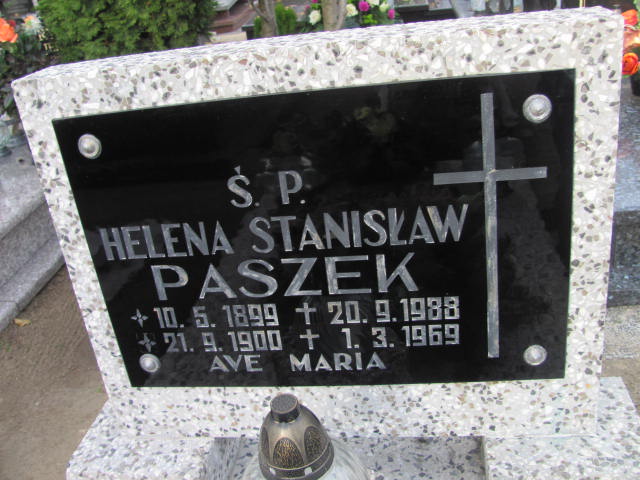 Ś. P.
HELENA STANISŁAW
PASZEK
10. 5. 1899 ✝ 20. 9. 1988
21. 9. 1900 ✝ 1. 3. 1969
AVE MARIA